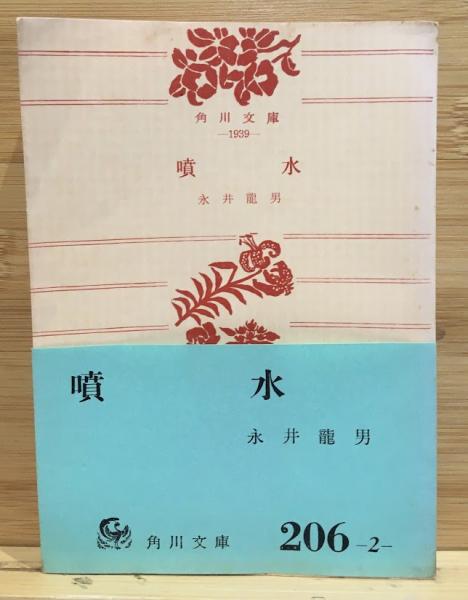 角川文庫
—1939—
噴水
永井龍男
噴水
永井龍男
角川文庫 206 -2-